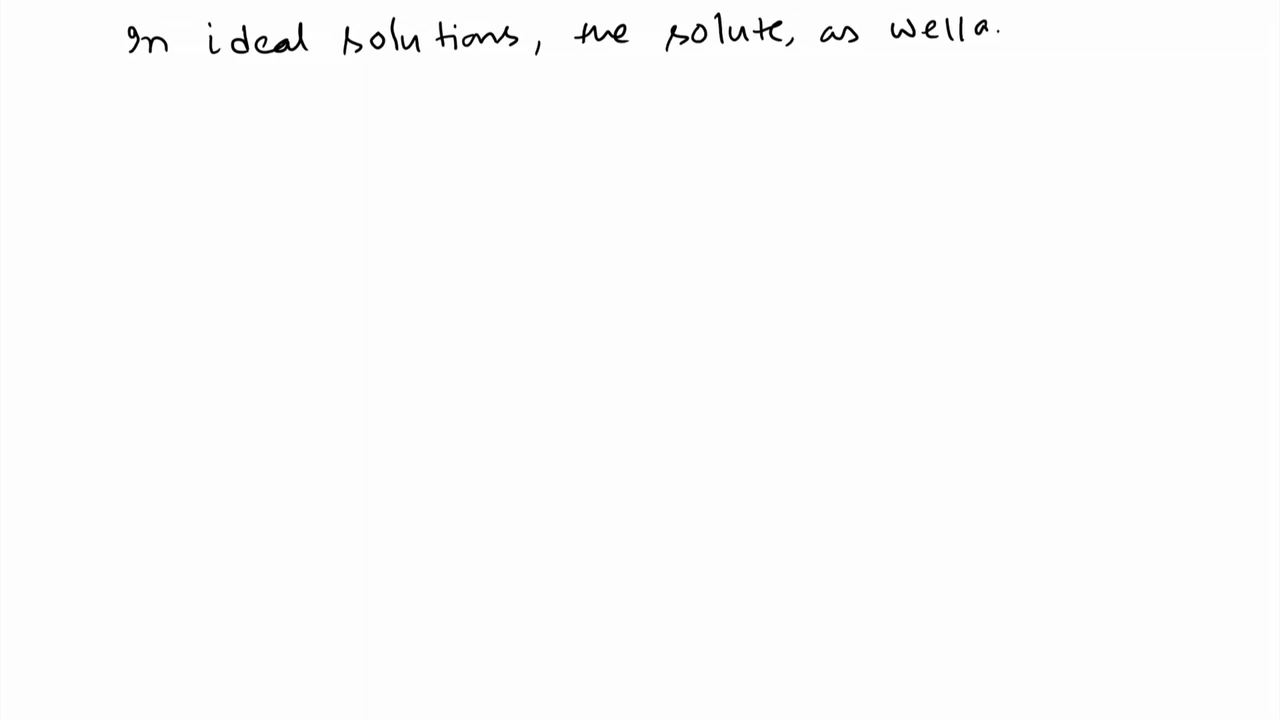 In ideal solutions, the solute, as well a.